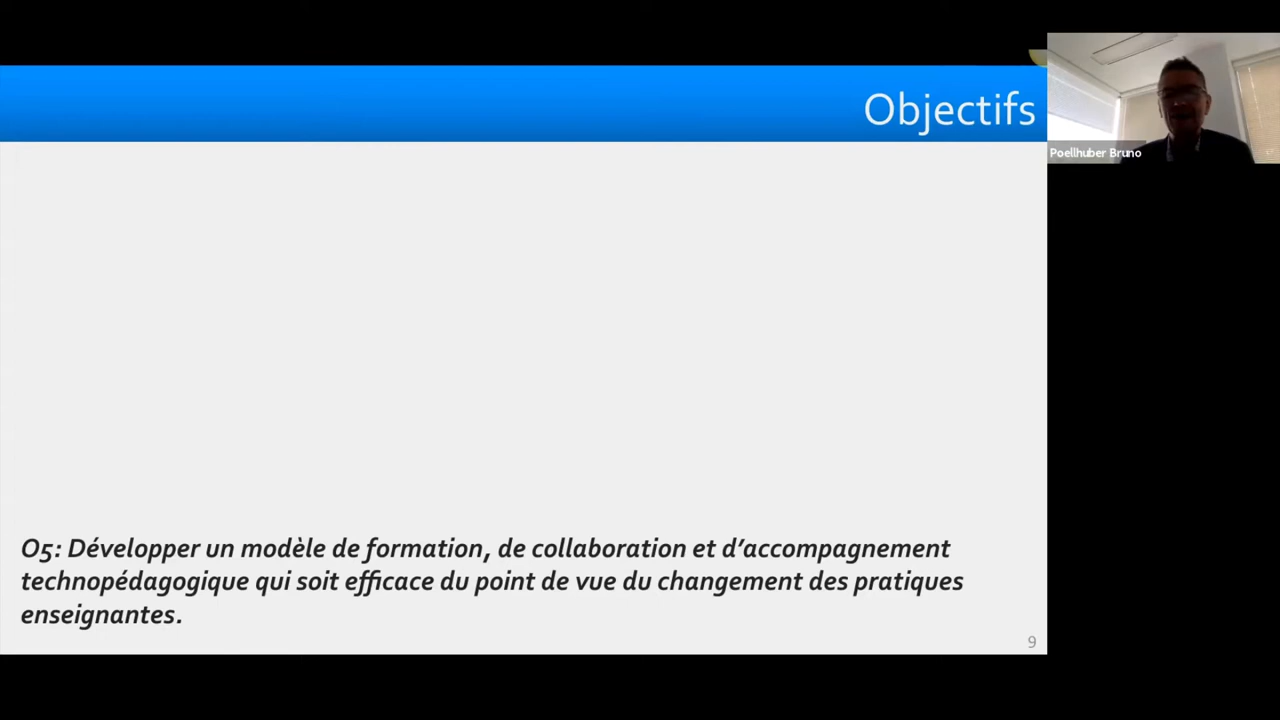 Objectifs
Poellhuber Bruno
O5: Développer un modèle de formation, de collaboration et d’accompagnement
technopédagogique qui soit efficace du point de vue du changement des pratiques
enseignantes.
9